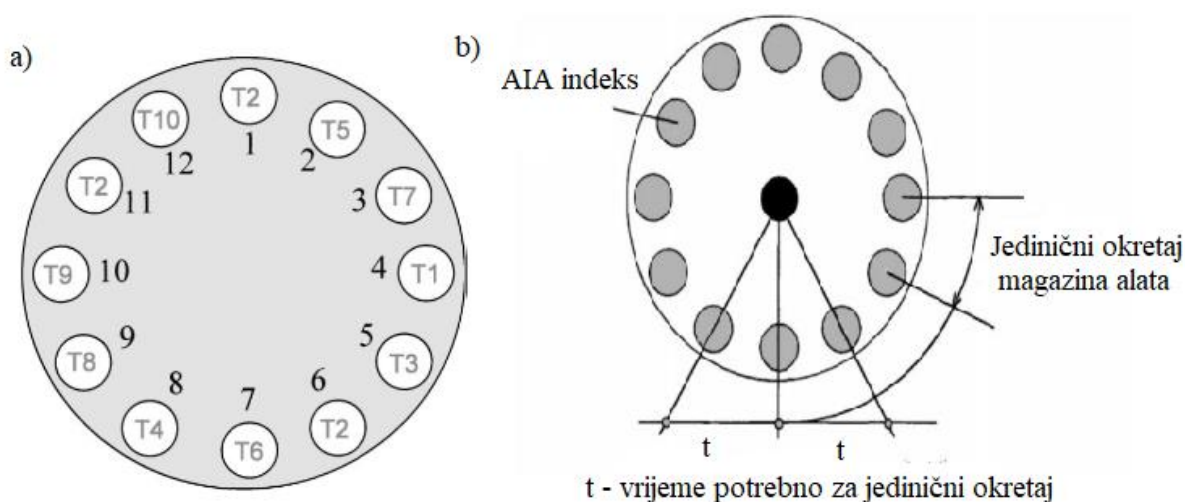 a)
T2
1
T5
2
T7
3
T1
4
T3
5
T2
6
T6
7
T4
8
T8
9
T9
10
T2
11
T10
12
b)
AIA indeks
Jedinični okretaj
magazina alata
t
t
t - vrijeme potrebno za jedinični okretaj